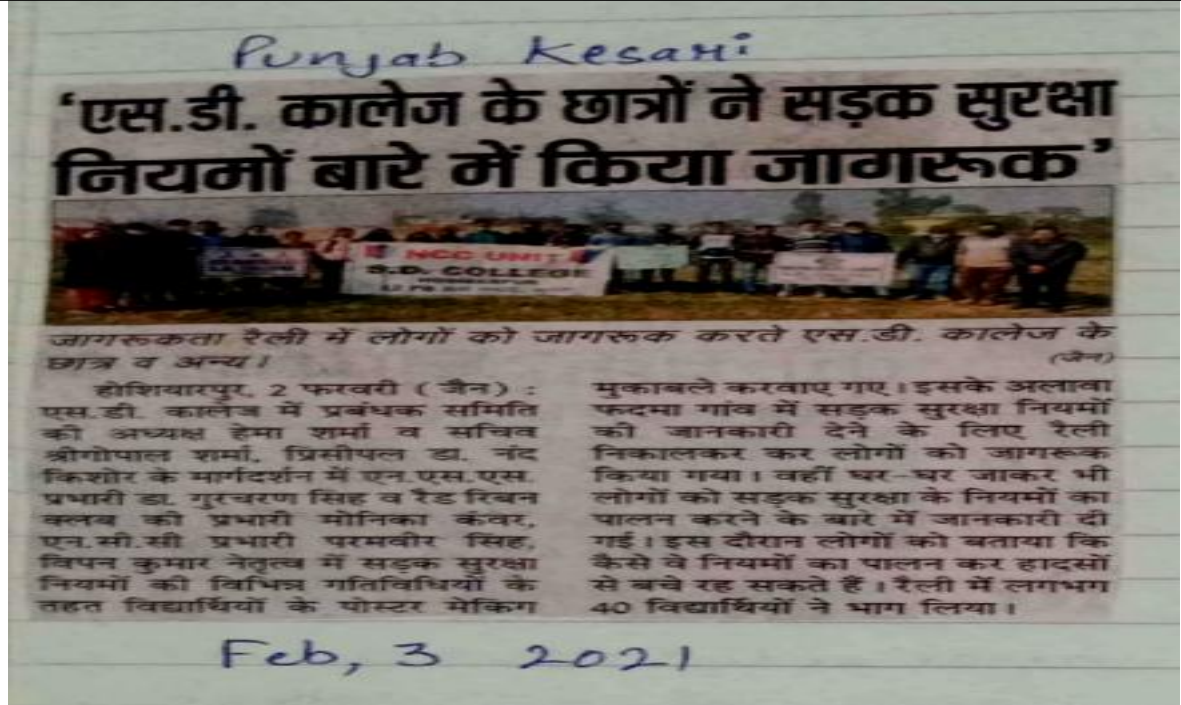 Punjab Kesari
‘एस.डी. कालेज के छात्रों ने सड़क सुरक्षा
नियमों बारे में किया जागरूक’
NCC UNIT
S.D. COLLEGE
जागरूकता रैली में लोगों को जागरूक करते एस.डी. कालेज के
छात्र व अन्य। (जैन)
होशियारपुर, 2 फरवरी (जैन) :
एस.डी. कालेज में प्रबंधक समिति
की अध्यक्ष हेमा शर्मा व सचिव
श्रीगोपाल शर्मा, प्रिंसीपल डा. नंद
किशोर के मार्गदर्शन में एन.एस.एस.
प्रभारी डा. गुरचरण सिंह व रैड रिबन
क्लब की प्रभारी मोनिका कंवर,
एन.सी.सी प्रभारी परमवीर सिंह,
विपन कुमार नेतृत्व में सड़क सुरक्षा
नियमों की विभिन्न गतिविधियों के
तहत विद्यार्थियों के पोस्टर मेकिंग
मुकाबले करवाए गए। इसके अलावा
फदमा गांव में सड़क सुरक्षा नियमों
की जानकारी देने के लिए रैली
निकालकर कर लोगों को जागरूक
किया गया। वहीं घर-घर जाकर भी
लोगों को सड़क सुरक्षा के नियमों का
पालन करने के बारे में जानकारी दी
गई। इस दौरान लोगों को बताया कि
कैसे वे नियमों का पालन कर हादसों
से बचे रह सकते हैं । रैली में लगभग
40 विद्यार्थियों ने भाग लिया।
Feb, 3 2021